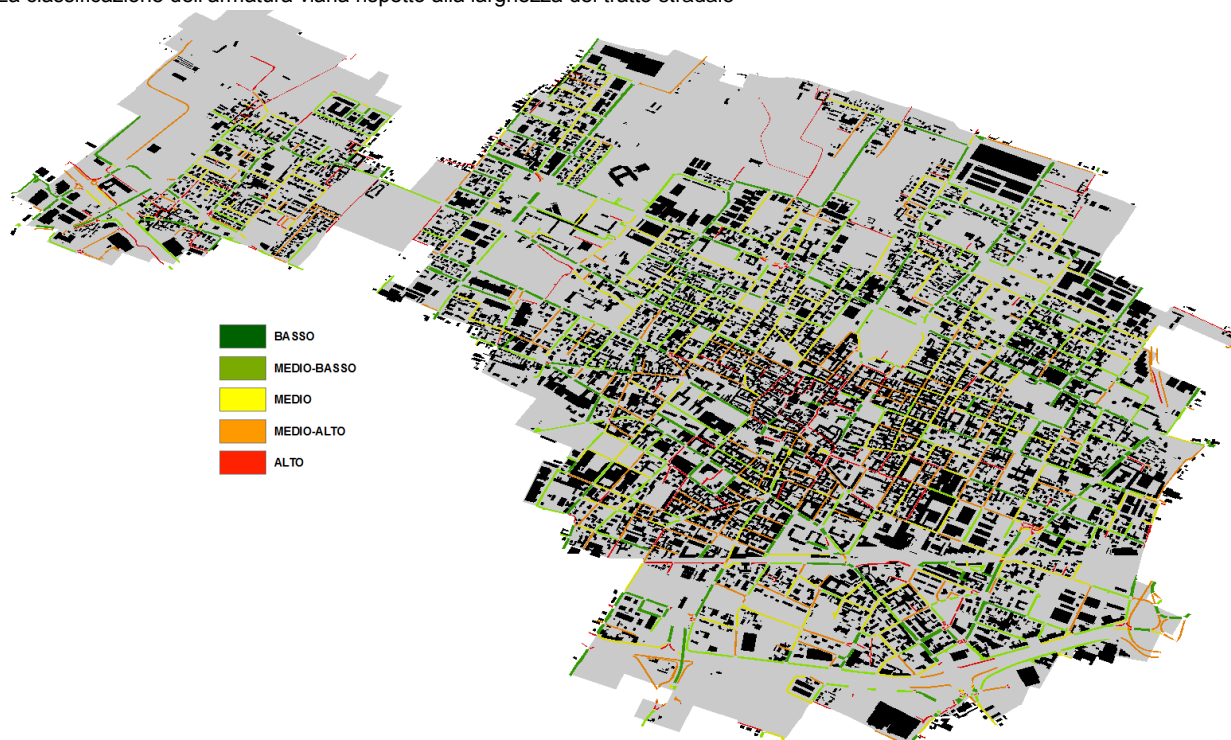 La classificazione dell'armatura viaria rispetto alla larghezza del tratto stradale
BASSO
MEDIO-BASSO
MEDIO
MEDIO-ALTO
ALTO